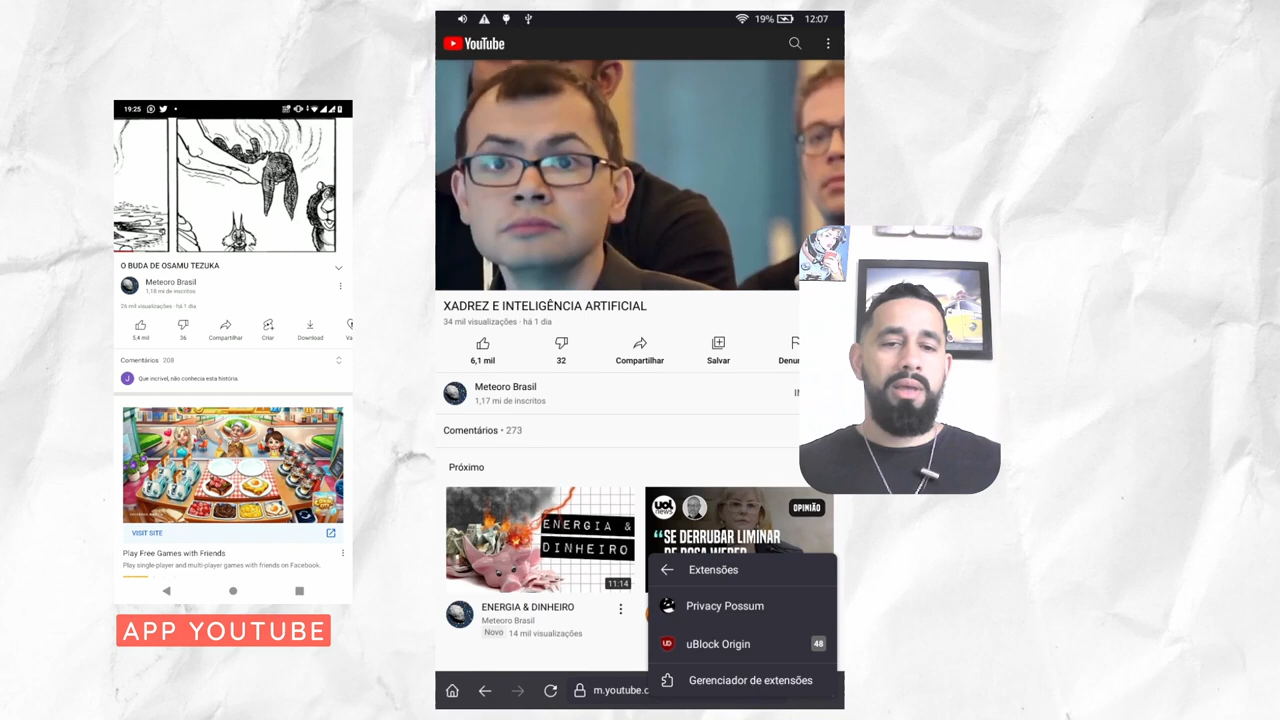 19:25
O BUDA DE OSAMU TEZUKA
Meteoro Brasil
1,18 mi de inscritos
26 mil visualizações · há 1 dia
5,4 mil
36
Compartilhar
Criar
Download
Va
Comentários 208
J
Que incrível, não conhecia esta história.
VISIT SITE
Play Free Games with Friends
Play single-player and multi-player games with friends on Facebook.
APP YOUTUBE
19%
12:07
YouTube
XADREZ E INTELIGÊNCIA ARTIFICIAL
34 mil visualizações · há 1 dia
6,1 mil
32
Compartilhar
Salvar
Denun
Meteoro Brasil
1,17 mi de inscritos
Comentários • 273
Próximo
ENERGIA &
DINHEIRO
11:14
ENERGIA & DINHEIRO
Meteoro Brasil
Novo 14 mil visualizações
UOL
news
OPINIÃO
“SE DERRUBAR LIMINAR
DE ROSA WEBER
Extensões
Privacy Possum
uBlock Origin
48
Gerenciador de extensões
m.youtube.c